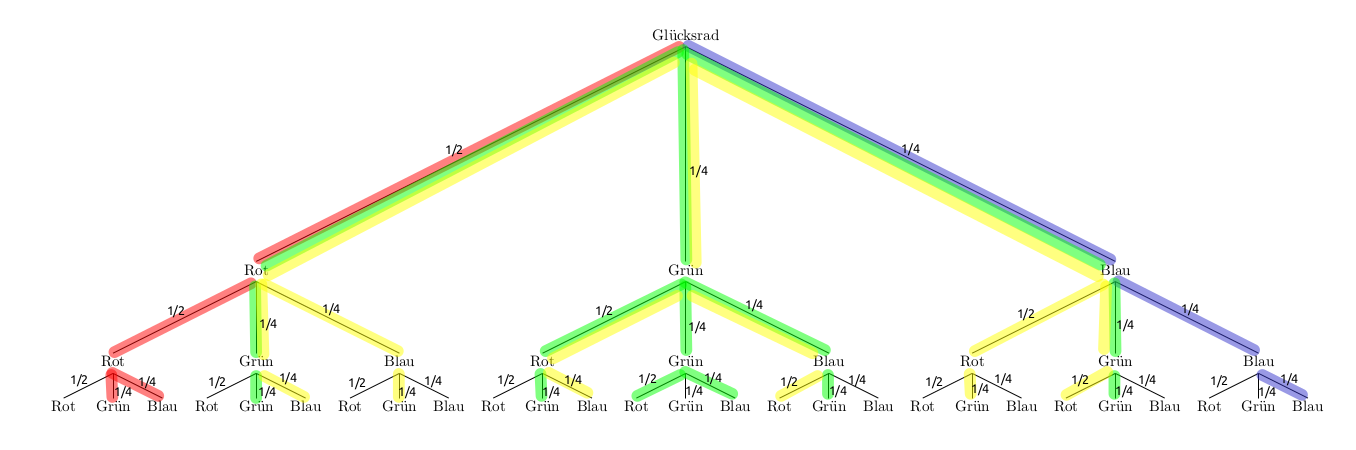 Glücksrad
1/2 1/4
1/4
Rot Grün Blau
1/2 1/4 1/4 1/2 1/4 1/4 1/2 1/4 1/4
Rot Grün Blau Rot Grün Blau Rot Grün Blau
1/2 1/4 1/4 1/2 1/4 1/4 1/2 1/4 1/4 1/2 1/4 1/4 1/2 1/4 1/4 1/2 1/4 1/4 1/2 1/4 1/4 1/2 1/4 1/4 1/2 1/4 1/4
Rot Grün Blau Rot Grün Blau Rot Grün Blau Rot Grün Blau Rot Grün Blau Rot Grün Blau Rot Grün Blau Rot Grün Blau Rot Grün Blau